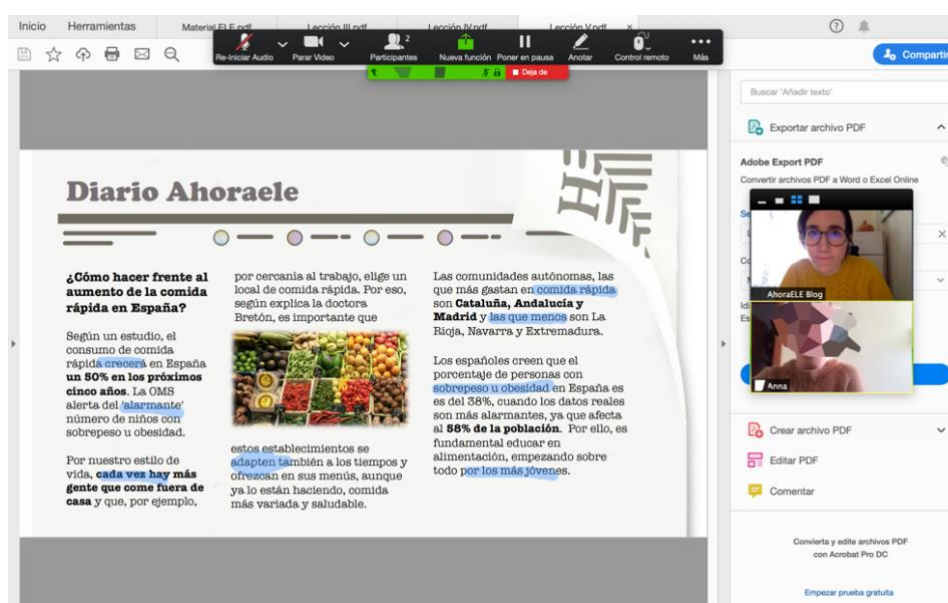 Inicio Herramientas Material ELE.pdf Lección III.pdf Lección IV.pdf Lección V.pdf ×
Re-Iniciar Audio Parar Video Participantes 2 Nueva función Poner en pausa Anotar Control remoto Más
Deja de
Compartir
Diario Ahoraele
¿Cómo hacer frente al
aumento de la comida
rápida en España?
Según un estudio, el
consumo de comida
rápida crecerá en España
un 50% en los próximos
cinco años. La OMS
alerta del 'alarmante'
número de niños con
sobrepeso u obesidad.
Por nuestro estilo de
vida, cada vez hay más
gente que come fuera de
casa y que, por ejemplo,
por cercanía al trabajo, elige un
local de comida rápida. Por eso,
según explica la doctora
Bretón, es importante que
estos establecimientos se
adapten también a los tiempos y
ofrezcan en sus menús, aunque
ya lo están haciendo, comida
más variada y saludable.
Las comunidades autónomas, las
que más gastan en comida rápida
son Cataluña, Andalucía y
Madrid y las que menos son La
Rioja, Navarra y Extremadura.
Los españoles creen que el
porcentaje de personas con
sobrepeso u obesidad en España es
es del 38%, cuando los datos reales
son más alarmantes, ya que afecta
al 58% de la población. Por ello, es
fundamental educar en
alimentación, empezando sobre
todo por los más jóvenes.
Buscar 'Añadir texto'
Exportar archivo PDF
Adobe Export PDF
Convertir archivos PDF a Word o Excel Online
AhoraELE Blog
Anna
Crear archivo PDF
Editar PDF
Comentar
Convierta y edite archivos PDF
con Acrobat Pro DC
Empezar prueba gratuita